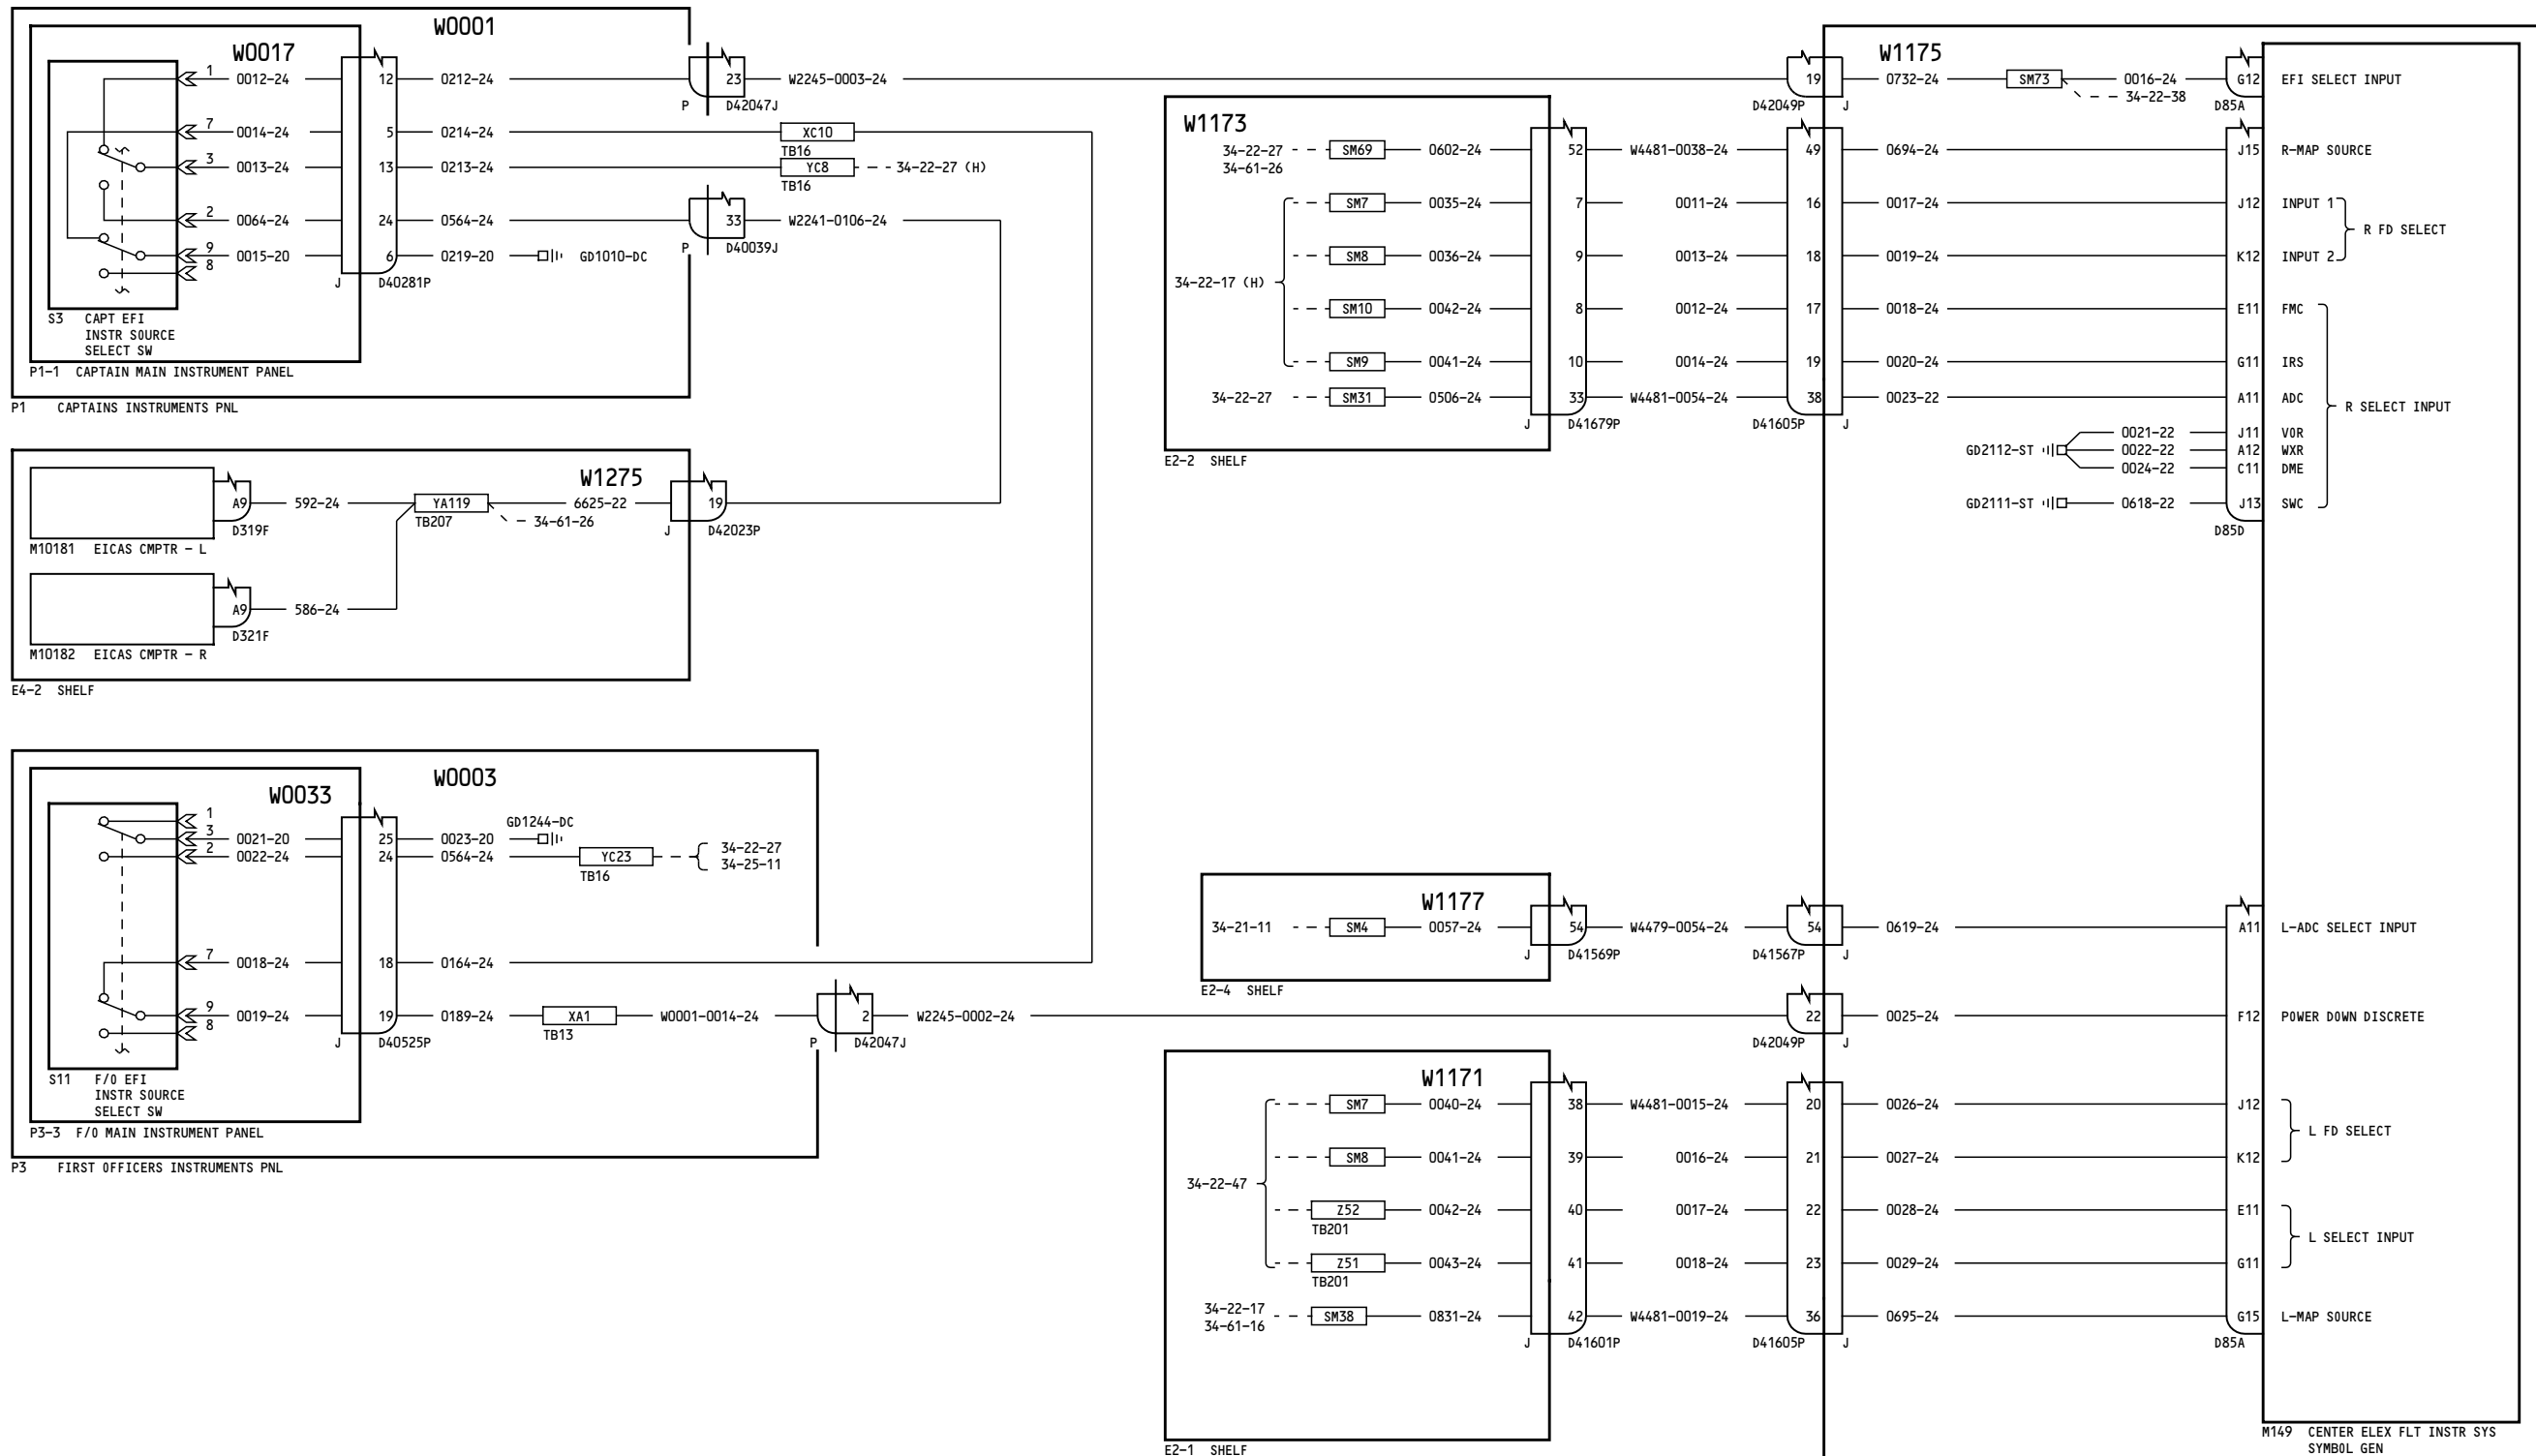 W0001
W0017
1 0012-24 12 0212-24 23 W2245-0003-24
P D42047J
7 0014-24 5 0214-24 XC10
TB16
3 0013-24 13 0213-24 YC8 34-22-27 (H)
TB16
2 0064-24 24 0564-24 33 W2241-0106-24
P D40039J
9 0015-20 6 0219-20 GD1010-DC
8
J D40281P
S3 CAPT EFI
INSTR SOURCE
SELECT SW
P1-1 CAPTAIN MAIN INSTRUMENT PANEL
P1 CAPTAINS INSTRUMENTS PNL
W1275
A9 592-24 YA119 6625-22 19
TB207 34-61-26
D319F J D42023P
M10181 EICAS CMPTR - L
A9 586-24
D321F
M10182 EICAS CMPTR - R
E4-2 SHELF
W0003
W0033
1
3 0021-20 25 0023-20 GD1244-DC
2 0022-24 24 0564-24 YC23 34-22-27
34-25-11
TB16
7 0018-24 18 0164-24
9 0019-24 19 0189-24 XA1 W0001-0014-24 2 W2245-0002-24
8
TB13
J D40525P P D42047J
S11 F/O EFI
INSTR SOURCE
SELECT SW
P3-3 F/O MAIN INSTRUMENT PANEL
P3 FIRST OFFICERS INSTRUMENTS PNL
W1175
19 0732-24 SM73 0016-24 G12 EFI SELECT INPUT
34-22-38
D42049P J D85A
W1173
34-22-27 SM69 0602-24 52 W4481-0038-24 49 0694-24 J15 R-MAP SOURCE
34-61-26
SM7 0035-24 7 0011-24 16 0017-24 J12 INPUT 1
R FD SELECT
SM8 0036-24 9 0013-24 18 0019-24 K12 INPUT 2
34-22-17 (H)
SM10 0042-24 8 0012-24 17 0018-24 E11 FMC
SM9 0041-24 10 0014-24 19 0020-24 G11 IRS
34-22-27 SM31 0506-24 33 W4481-0054-24 38 0023-22 A11 ADC
R SELECT INPUT
J D41679P D41605P J
0021-22 J11 VOR
GD2112-ST 0022-22 A12 WXR
0024-22 C11 DME
GD2111-ST 0618-22 J13 SWC
D85D
E2-2 SHELF
W1177
34-21-11 SM4 0057-24 54 W4479-0054-24 54 0619-24 A11 L-ADC SELECT INPUT
J D41569P D41567P J
E2-4 SHELF
22 0025-24 F12 POWER DOWN DISCRETE
D42049P J
W1171
SM7 0040-24 38 W4481-0015-24 20 0026-24 J12
L FD SELECT
SM8 0041-24 39 0016-24 21 0027-24 K12
34-22-47
Z52 0042-24 40 0017-24 22 0028-24 E11
TB201
L SELECT INPUT
Z51 0043-24 41 0018-24 23 0029-24 G11
TB201
34-22-17 SM38 0831-24 42 W4481-0019-24 36 0695-24 G15 L-MAP SOURCE
34-61-16
J D41601P D41605P J D85A
E2-1 SHELF
M149 CENTER ELEX FLT INSTR SYS
SYMBOL GEN